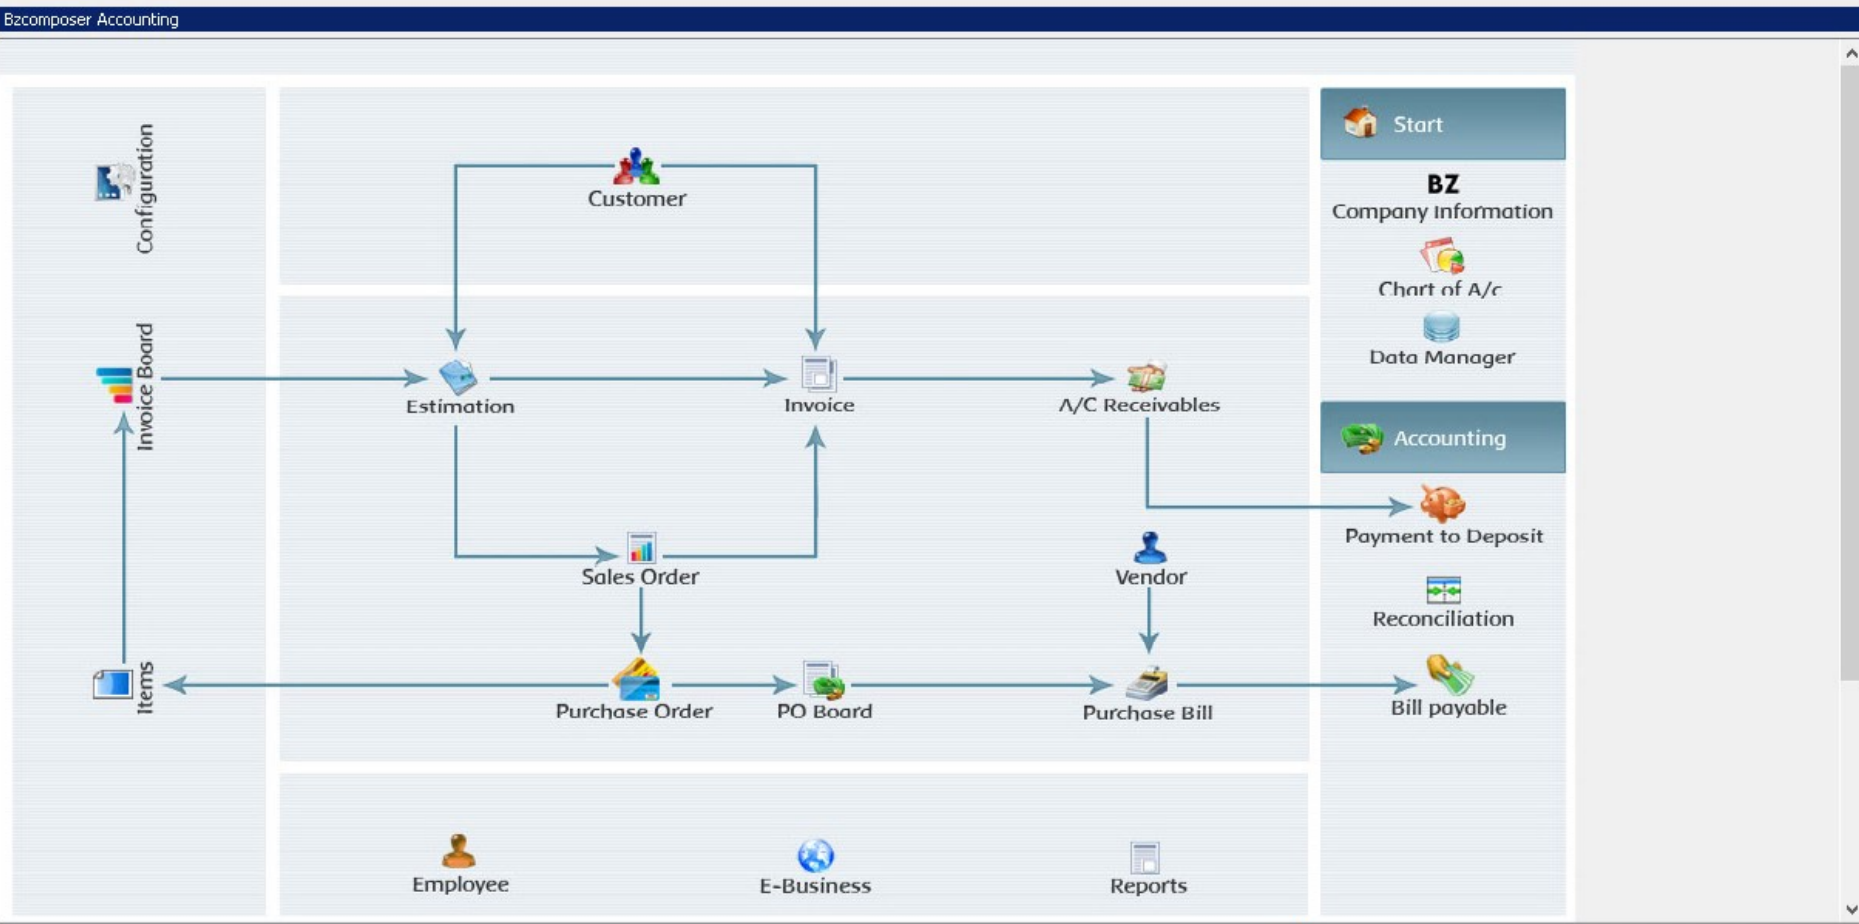 Bzcomposer Accounting
Configuration
Customer
Start
BZ
Company Information
Chart of A/c
Data Manager
Invoice Board
Estimation
Invoice
A/C Receivables
Accounting
Payment to Deposit
Sales Order
Vendor
Reconciliation
Items
Purchase Order
PO Board
Purchase Bill
Bill payable
Employee
E-Business
Reports